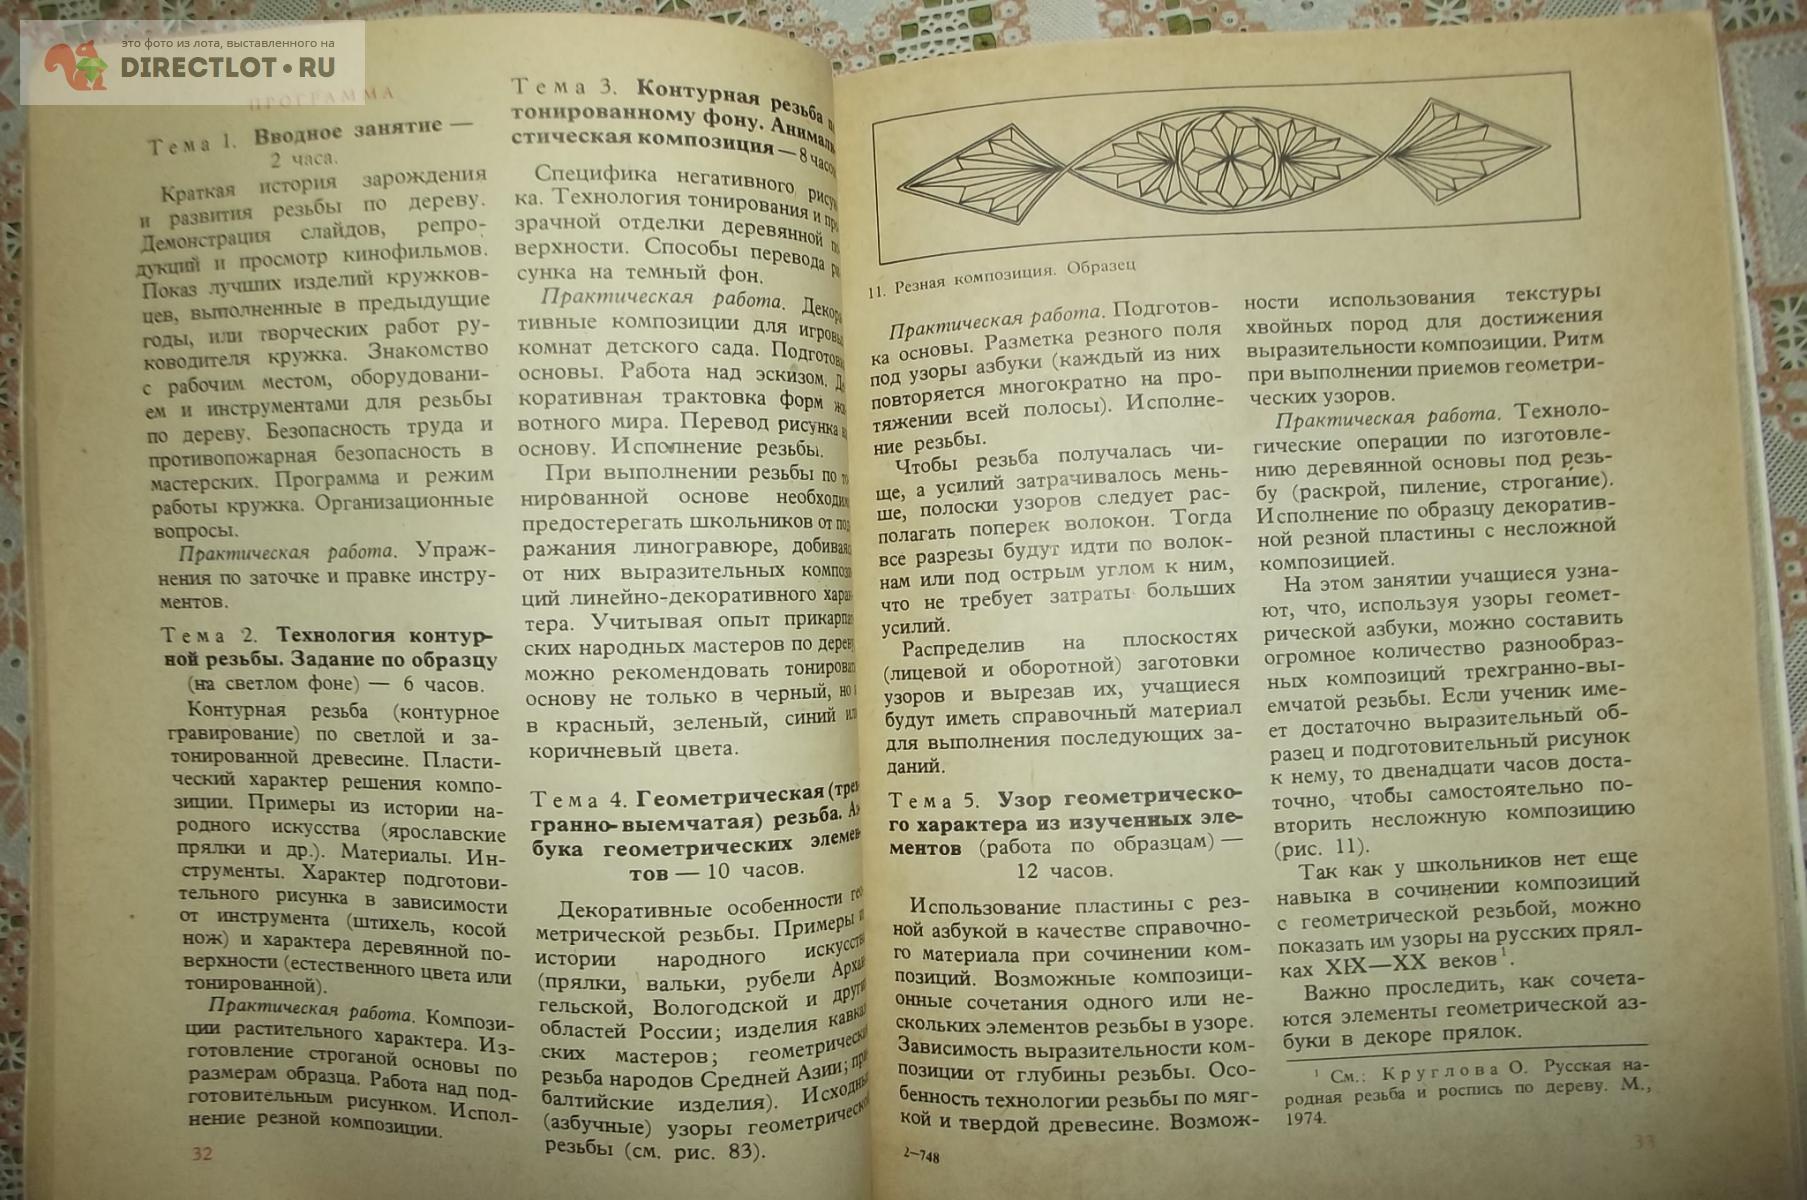 это фото из лота, выставленного на
DIRECTLOT.RU
ПРОГРАММА
Тема 1. Вводное занятие —
2 часа.
Краткая история зарождения
и развития резьбы по дереву.
Демонстрация слайдов, репро-
дукций и просмотр кинофильмов.
Показ лучших изделий кружков-
цев, выполненные в предыдущие
годы, или творческих работ ру-
ководителя кружка. Знакомство
с рабочим местом, оборудовани-
ем и инструментами для резьбы
по дереву. Безопасность труда и
противопожарная безопасность в
мастерских. Программа и режим
работы кружка. Организационные
вопросы.
Практическая работа. Упраж-
нения по заточке и правке инстру-
ментов.
Тема 2. Технология контур-
ной резьбы. Задание по образцу
(на светлом фоне) — 6 часов.
Контурная резьба (контурное
гравирование) по светлой и за-
тонированной древесине. Пласти-
ческий характер решения компо-
зиции. Примеры из истории на-
родного искусства (ярославские
прялки и др.). Материалы. Ин-
струменты. Характер подготови-
тельного рисунка в зависимости
от инструмента (штихель, косой
нож) и характера деревянной по-
верхности (естественного цвета или
тонированной).
Практическая работа. Компози-
ции растительного характера. Из-
готовление строганой основы по
размерам образца. Работа над под-
готовительным рисунком. Испол-
нение резной композиции.
32
Тема 3. Контурная резьба
тонированному фону. Анимал
стическая композиция — 8 часов
Специфика негативного рису
ка. Технология тонирования и пр
зрачной отделки деревянной
верхности. Способы перевода
сунка на темный фон.
Практическая работа. Декор
тивные композиции для игровы
комнат детского сада. Подготов
основы. Работа над эскизом. Д
коративная трактовка форм
вотного мира. Перевод рисунка
основу. Исполнение резьбы.
При выполнении резьбы по
нированной основе необходим
предостерегать школьников от
ражания линогравюре, добивая
от них выразительных композ
ций линейно-декоративного хара
тера. Учитывая опыт прикарпа
ских народных мастеров по дереву
можно рекомендовать тонирова
основу не только в черный, но
в красный, зеленый, синий
коричневый цвета.
Тема 4. Геометрическая (трех
гранно-выемчатая) резьба. Аз
бука геометрических элемен
тов — 10 часов.
Декоративные особенности гео
метрической резьбы. Примеры
истории народного искусства
(прялки, вальки, рубели Архан
гельской, Вологодской и других
областей России; изделия кавказ
ских мастеров; геометрическая
резьба народов Средней Азии; при
балтийские изделия). Исходные
(азбучные) узоры геометрической
резьбы (см. рис. 83).
11. Резная композиция. Образец
Практическая работа. Подготов-
ка основы. Разметка резного поля
под узоры азбуки (каждый из них
повторяется многократно на про-
тяжении всей полосы). Исполне-
ние резьбы.
Чтобы резьба получалась чи-
ще, а усилий затрачивалось мень-
ше, полоски узоров следует рас-
полагать поперек волокон. Тогда
все разрезы будут идти по волок-
нам или под острым углом к ним,
что не требует затраты больших
усилий.
Распределив на плоскостях
(лицевой и оборотной) заготовки
узоров и вырезав их, учащиеся
будут иметь справочный материал
для выполнения последующих за-
даний.
Тема 5. Узор геометрическо-
го характера из изученных эле-
ментов (работа по образцам) —
12 часов.
Использование пластины с рез-
ной азбукой в качестве справочно-
го материала при сочинении ком-
позиций. Возможные композици-
онные сочетания одного или не-
скольких элементов резьбы в узоре.
Зависимость выразительности ком-
позиции от глубины резьбы. Осо-
бенность технологии резьбы по мяг-
кой и твердой древесине. Возмож-
2—748
ности использования текстуры
хвойных пород для достижения
выразительности композиции. Ритм
при выполнении приемов геометри-
ческих узоров.
Практическая работа. Техноло-
гические операции по изготовле-
нию деревянной основы под резь-
бу (раскрой, пиление, строгание).
Исполнение по образцу декоратив-
ной резной пластины с несложной
композицией.
На этом занятии учащиеся узна-
ют, что, используя узоры геомет-
рической азбуки, можно составить
огромное количество разнообраз-
ных композиций трехгранно-вы-
емчатой резьбы. Если ученик име-
ет достаточно выразительный об-
разец и подготовительный рисунок
к нему, то двенадцати часов доста-
точно, чтобы самостоятельно по-
вторить несложную композицию
(рис. 11).
Так как у школьников нет еще
навыка в сочинении композиций
с геометрической резьбой, можно
показать им узоры на русских прял-
ках XIX—XX веков¹.
Важно проследить, как сочета-
ются элементы геометрической аз-
буки в декоре прялок.
¹ См.: Круглова О. Русская на-
родная резьба и роспись по дереву. М.,
1974.
33